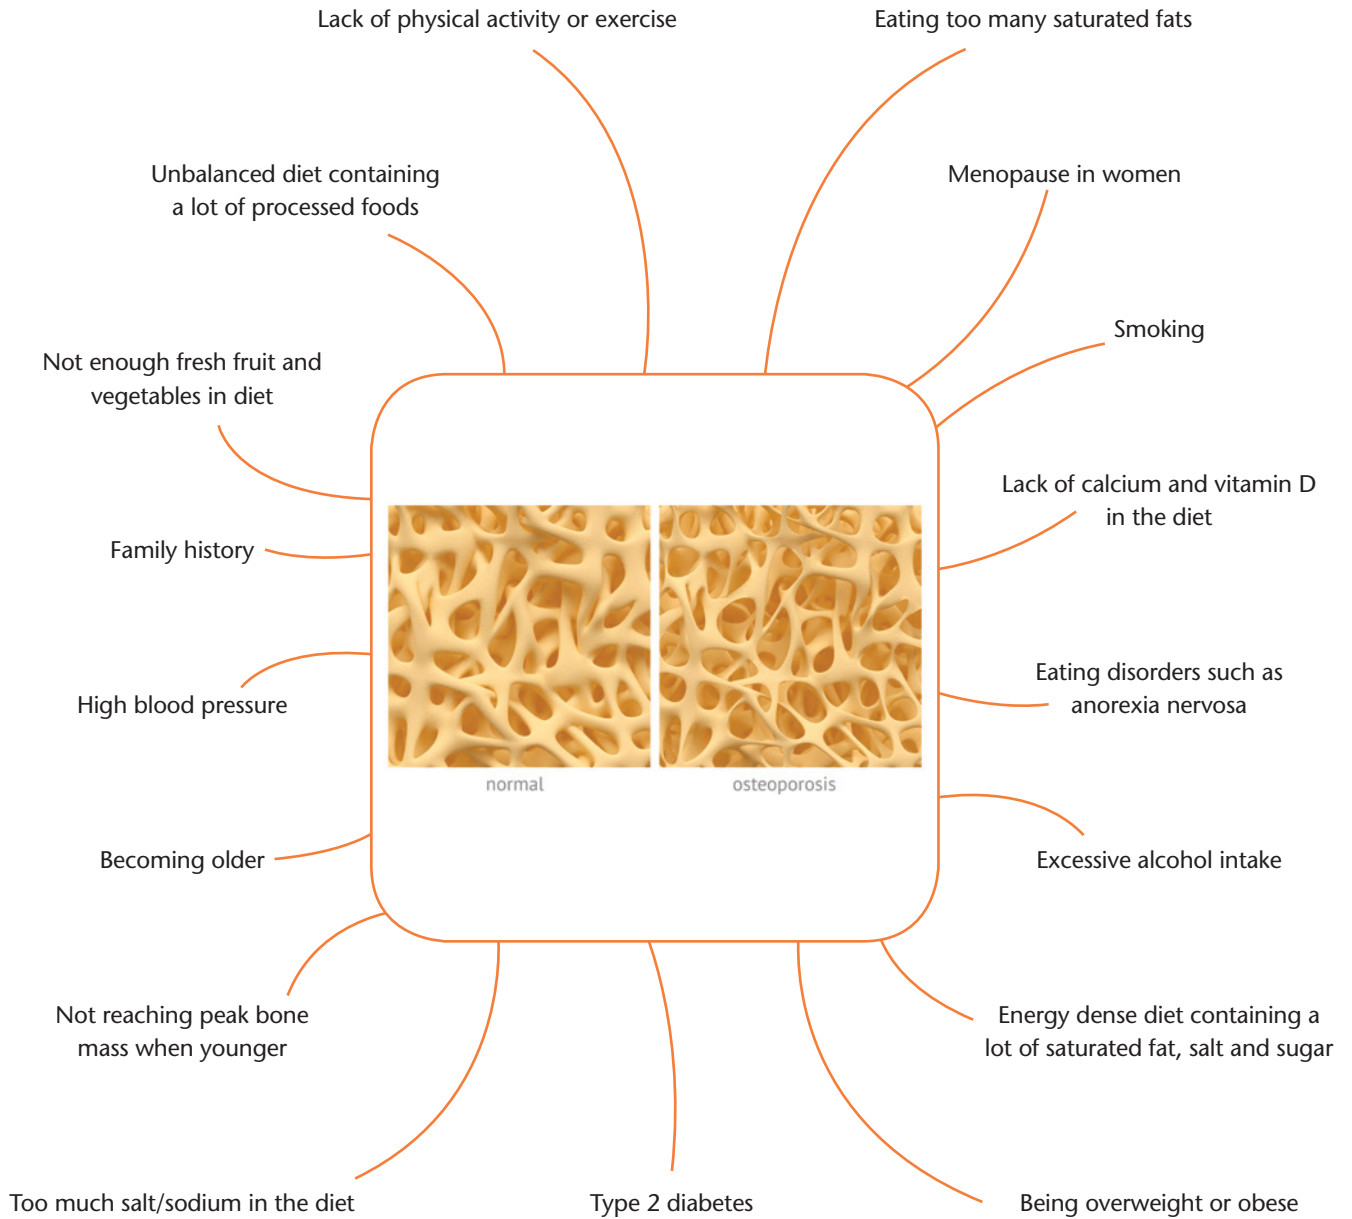 Lack of physical activity or exercise
Eating too many saturated fats
Unbalanced diet containing
a lot of processed foods
Menopause in women
Smoking
Not enough fresh fruit and
vegetables in diet
Lack of calcium and vitamin D
in the diet
Family history
Eating disorders such as
anorexia nervosa
High blood pressure
normal
osteoporosis
Becoming older
Excessive alcohol intake
Not reaching peak bone
mass when younger
Energy dense diet containing a
lot of saturated fat, salt and sugar
Too much salt/sodium in the diet
Type 2 diabetes
Being overweight or obese